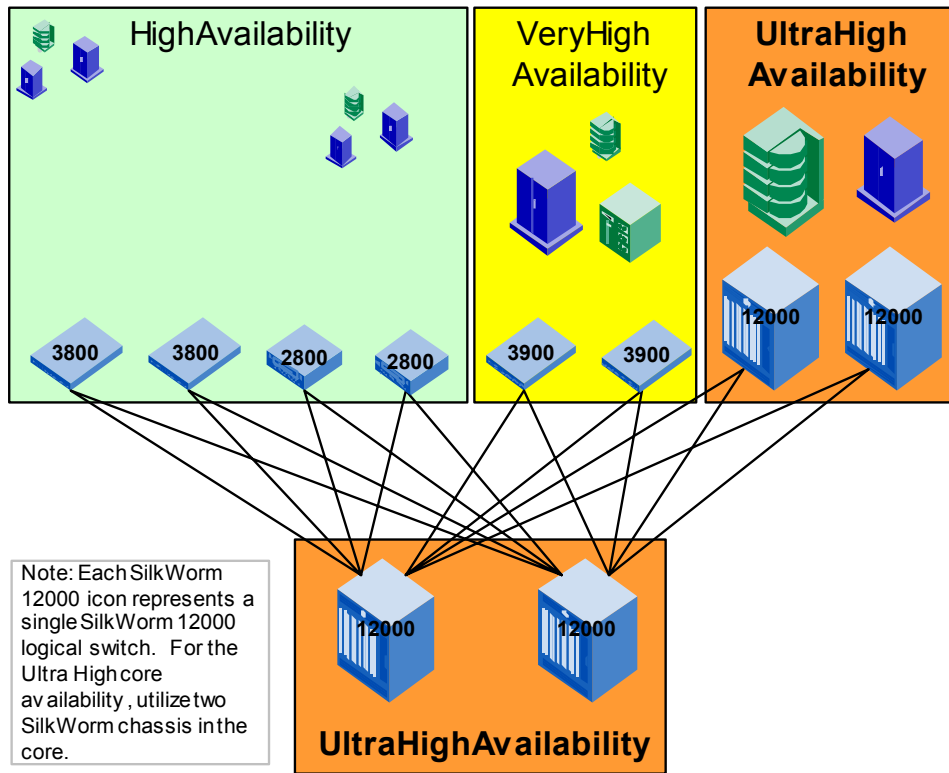 HighAvailability
VeryHigh
Availability
UltraHigh
Availability
3800
3800
2800
2800
3900
3900
12000
12000
Note: Each SilkWorm
12000 icon represents a
single SilkWorm 12000
logical switch. For the
Ultra High core
availability, utilize two
SilkWorm chassis in the
core.
12000
12000
UltraHighAvailability